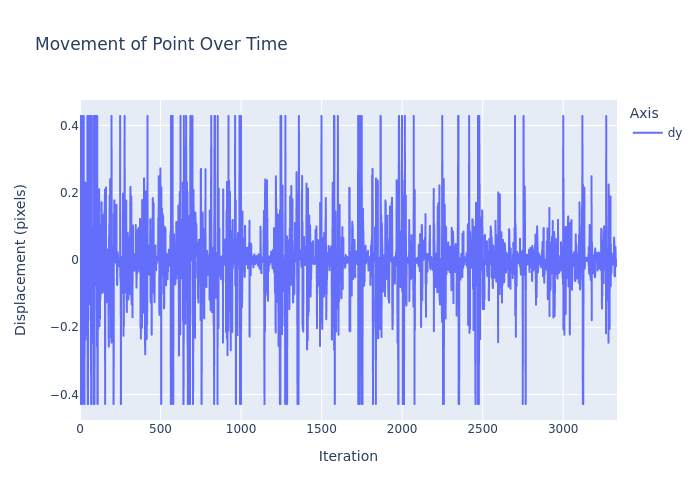 Movement of Point Over Time
Axis
dy
Displacement (pixels)
0.4
0.2
0
−0.2
−0.4
0 500 1000 1500 2000 2500 3000
Iteration